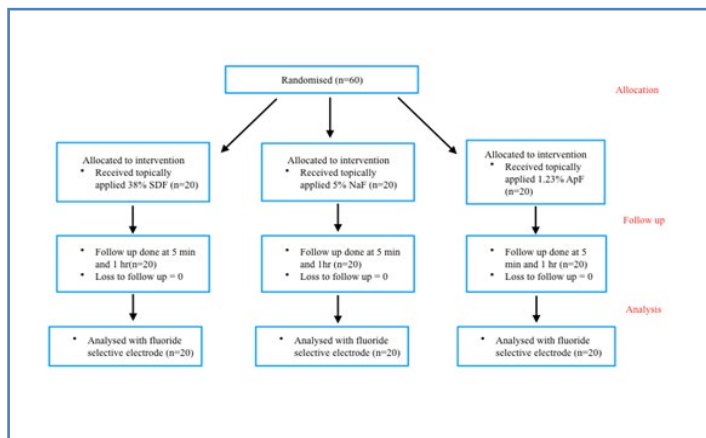 Randomised (n=60)
Allocation
Allocated to intervention
• Received topically
applied 38% SDF (n=20)
Allocated to intervention
• Received topically
applied 5% NaF (n=20)
Allocated to intervention
• Received topically
applied 1.23% ApF
(n=20)
Follow up
• Follow up done at 5 min
and 1 hr(n=20)
• Loss to follow up = 0
• Follow up done at 5 min
and 1hr (n=20)
• Loss to follow up = 0
• Follow up done at 5
min and 1 hr (n=20)
• Loss to follow up = 0
Analysis
• Analysed with fluoride
selective electrode (n=20)
• Analysed with fluoride
selective electrode (n=20)
• Analysed with fluoride
selective electrode (n=20)